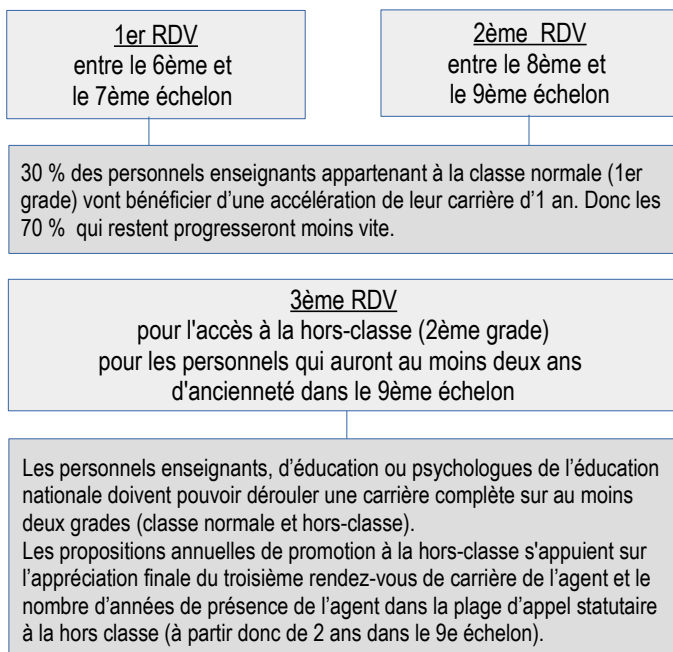 1er RDV
entre le 6ème et
le 7ème échelon
2ème RDV
entre le 8ème et
le 9ème échelon
30 % des personnels enseignants appartenant à la classe normale (1er
grade) vont bénéficier d’une accélération de leur carrière d’1 an. Donc les
70 % qui restent progresseront moins vite.
3ème RDV
pour l'accès à la hors-classe (2ème grade)
pour les personnels qui auront au moins deux ans
d'ancienneté dans le 9ème échelon
Les personnels enseignants, d’éducation ou psychologues de l’éducation
nationale doivent pouvoir dérouler une carrière complète sur au moins
deux grades (classe normale et hors-classe).
Les propositions annuelles de promotion à la hors-classe s'appuient sur
l’appréciation finale du troisième rendez-vous de carrière de l’agent et le
nombre d’années de présence de l’agent dans la plage d’appel statutaire
à la hors classe (à partir donc de 2 ans dans le 9e échelon).